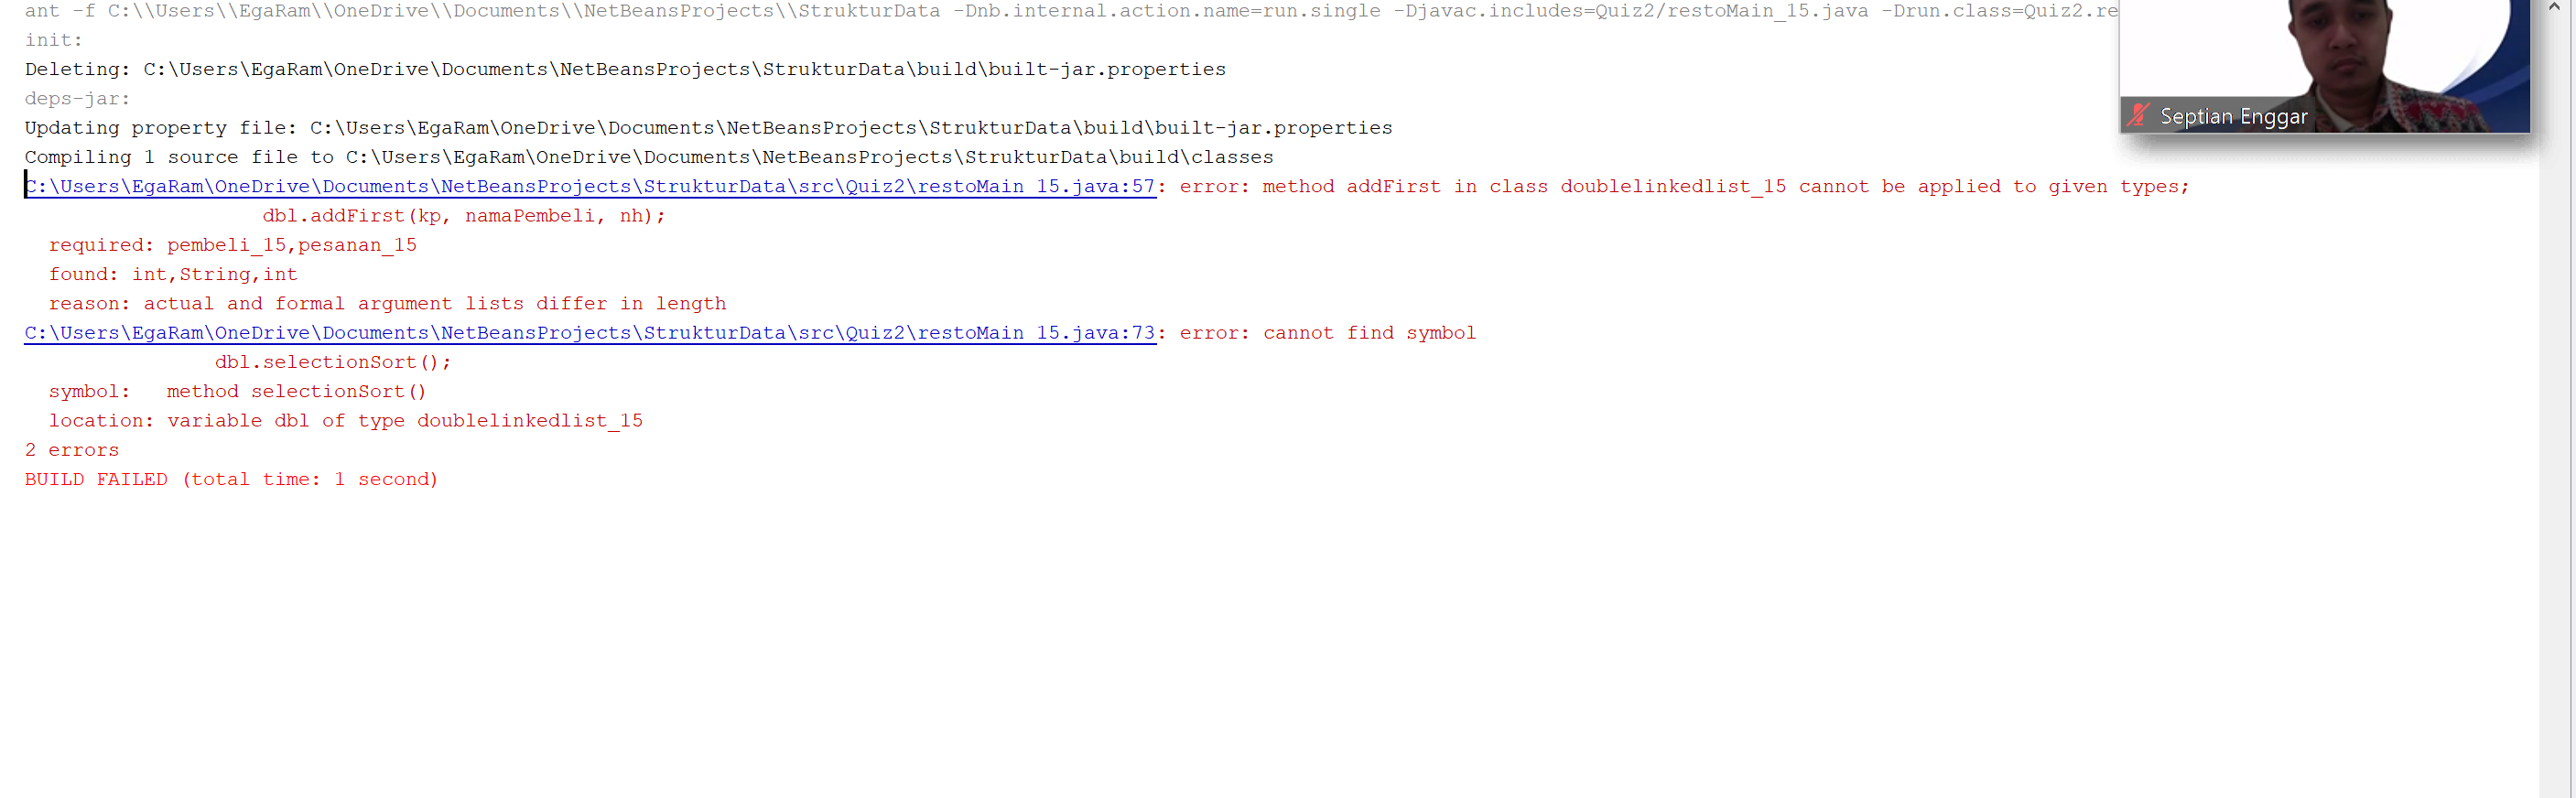 ant -f C:\\Users\\EgaRam\\OneDrive\\Documents\\NetBeansProjects\\StrukturData -Dnb.internal.action.name=run.single -Djavac.includes=Quiz2/restoMain_15.java -Drun.class=Quiz2.re
init:
Deleting: C:\Users\EgaRam\OneDrive\Documents\NetBeansProjects\StrukturData\build\built-jar.properties
deps-jar:
Updating property file: C:\Users\EgaRam\OneDrive\Documents\NetBeansProjects\StrukturData\build\built-jar.properties
Compiling 1 source file to C:\Users\EgaRam\OneDrive\Documents\NetBeansProjects\StrukturData\build\classes
C:\Users\EgaRam\OneDrive\Documents\NetBeansProjects\StrukturData\src\Quiz2\restoMain_15.java:57: error: method addFirst in class doublelinkedlist_15 cannot be applied to given types;
dbl.addFirst(kp, namaPembeli, nh);
required: pembeli_15,pesanan_15
found: int,String,int
reason: actual and formal argument lists differ in length
C:\Users\EgaRam\OneDrive\Documents\NetBeansProjects\StrukturData\src\Quiz2\restoMain_15.java:73: error: cannot find symbol
dbl.selectionSort();
symbol:   method selectionSort()
location: variable dbl of type doublelinkedlist_15
2 errors
BUILD FAILED (total time: 1 second)
Septian Enggar